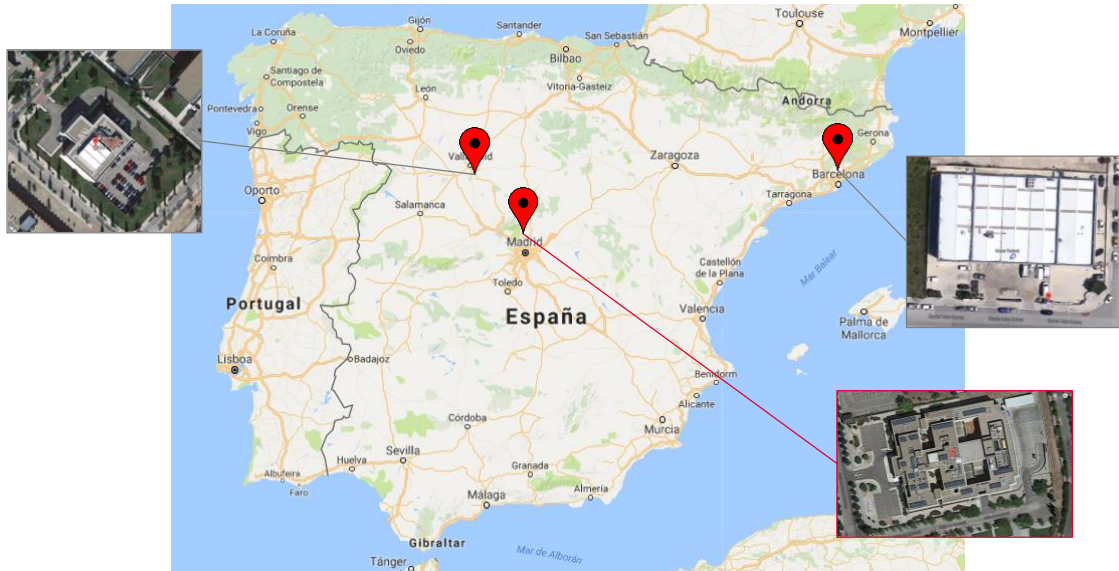 Gijón
Santander
Toulouse
Montpellier
La Coruña
Oviedo
San Sebastián
Bilbao
Santiago de
Compostela
León
Vitoria-Gasteiz
Andorra
Pontevedra
Orense
Vigo
Gerona
Zaragoza
Barcelona
Oporto
Salamanca
Tarragona
Madrid
Coimbra
Castellón
de la Plana
Mar Balear
Toledo
Portugal
España
Valencia
Palma de
Mallorca
Lisboa
Badajoz
Benidorm
Alicante
Córdoba
Murcia
Sevilla
Huelva
Granada
Albufeira
Faro
Málaga
Almería
Gibraltar
Mar de Alborán
Tánger